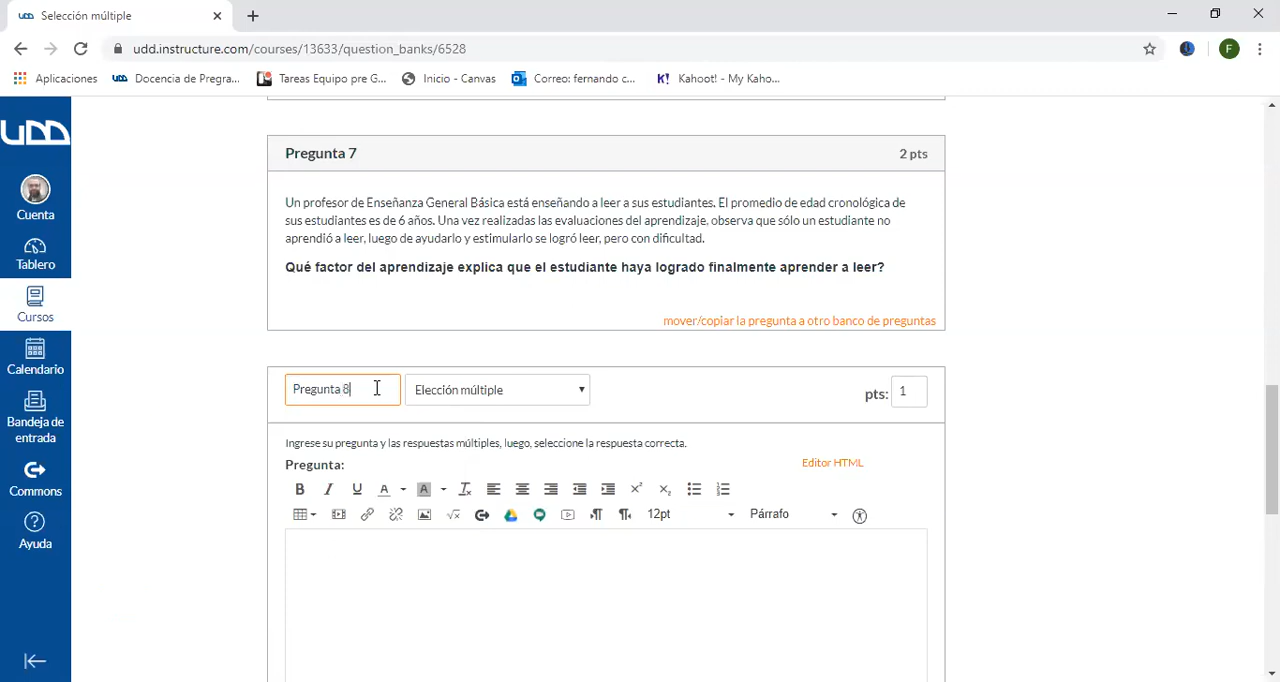 Selección múltiple
udd.instructure.com/courses/13633/question_banks/6528
F
Aplicaciones
UDD
Docencia de Pregra...
Tareas Equipo pre G...
Inicio - Canvas
Correo: fernando c...
K!
Kahoot! - My Kaho...
UDD
Cuenta
Tablero
Cursos
Calendario
Bandeja de
entrada
Commons
Ayuda
Pregunta 7
2 pts
Un profesor de Enseñanza General Básica está enseñando a leer a sus estudiantes. El promedio de edad cronológica de
sus estudiantes es de 6 años. Una vez realizadas las evaluaciones del aprendizaje, observa que sólo un estudiante no
aprendió a leer, luego de ayudarlo y estimularlo se logró leer, pero con dificultad.
Qué factor del aprendizaje explica que el estudiante haya logrado finalmente aprender a leer?
mover/copiar la pregunta a otro banco de preguntas
Pregunta 8
Elección múltiple
pts:
1
Ingrese su pregunta y las respuestas múltiples, luego, seleccione la respuesta correcta.
Pregunta:
Editor HTML
12pt
Párrafo